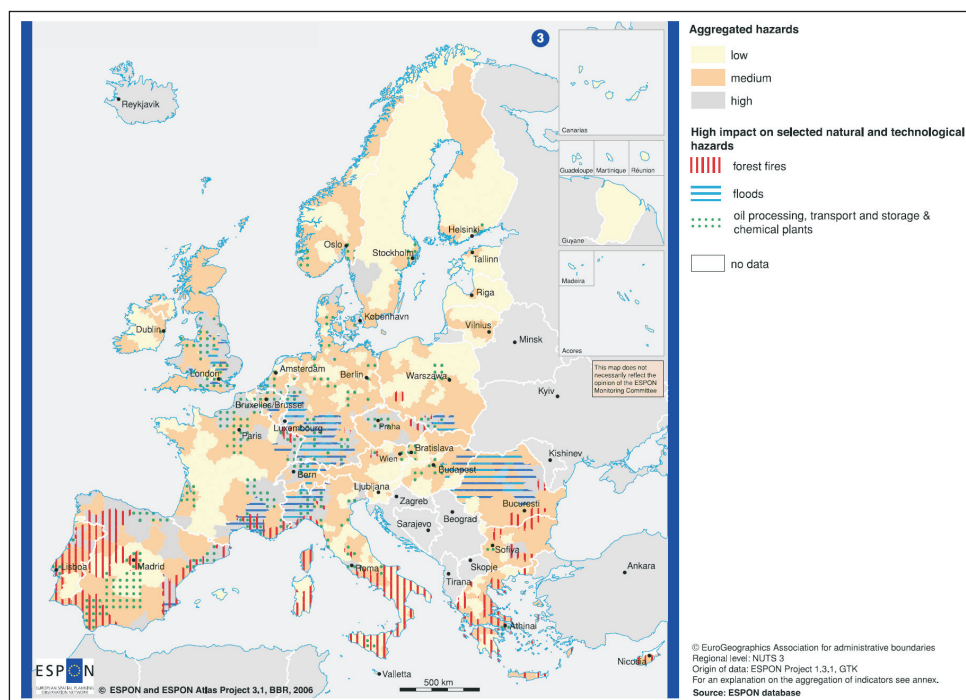 3
Reykjavik
Canarias
Guadeloupe
Martinique
Réunion
Guyane
Madeira
Acores
This map does not
necessarily reflect the
opinion of the ESPON
Monitoring Committee
Helsinki
Oslo
Stockholm
Tallinn
Riga
Dublin
København
Vilnius
Minsk
London
Amsterdam
Berlin
Warszawa
Kyiv
Bruxelles/Brussel
Luxembourg
Praha
Paris
Wien
Bratislava
Kishinev
Bern
Budapest
Ljubljana
Zagreb
Bucuresti
Beograd
Sarajevo
Sofiya
Lisboa
Madrid
Roma
Skopje
Tirana
Ankara
Athinai
Nicosia
Valletta
ESPON
EUROPEAN SPATIAL PLANNING
OBSERVATION NETWORK
© ESPON and ESPON Atlas Project 3.1, BBR, 2006
500 km
Aggregated hazards
low
medium
high
High impact on selected natural and technological
hazards
forest fires
floods
oil processing, transport and storage &
chemical plants
no data
© EuroGeographics Association for administrative boundaries
Regional level: NUTS 3
Origin of data: ESPON Project 1.3.1, GTK
For an explanation on the aggregation of indicators see annex.
Source: ESPON database